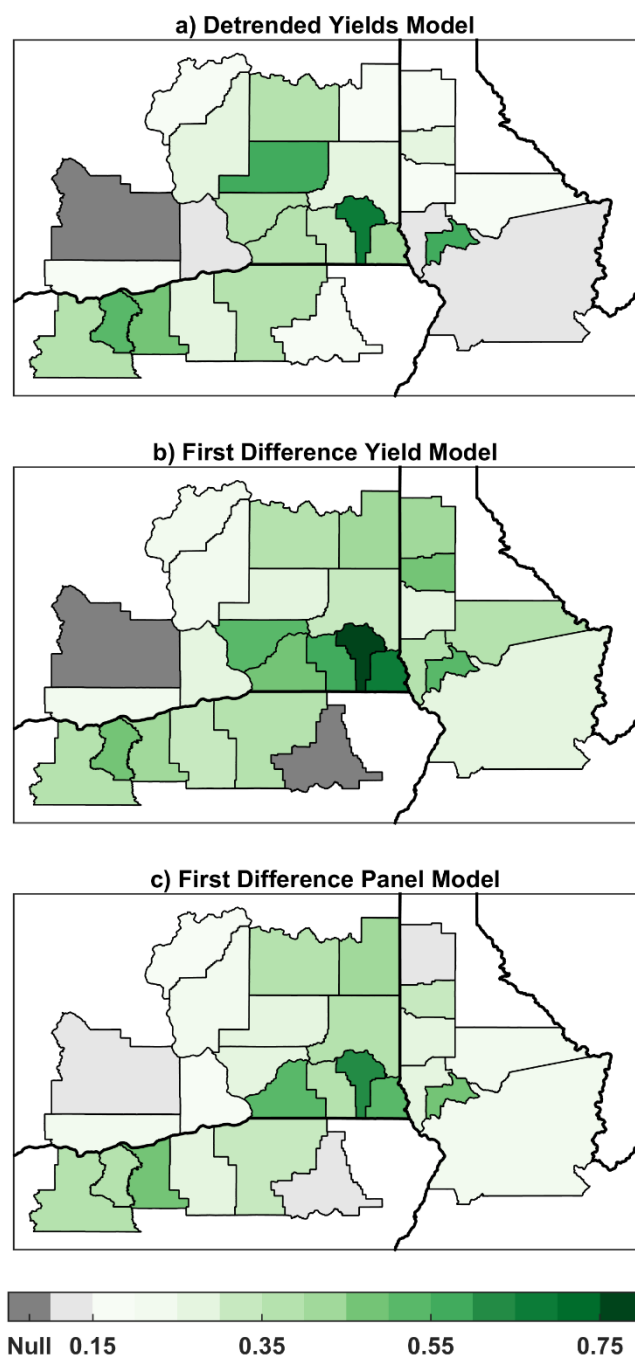 a) Detrended Yields Model
b) First Difference Yield Model
c) First Difference Panel Model
Null 0.15 0.35 0.55 0.75